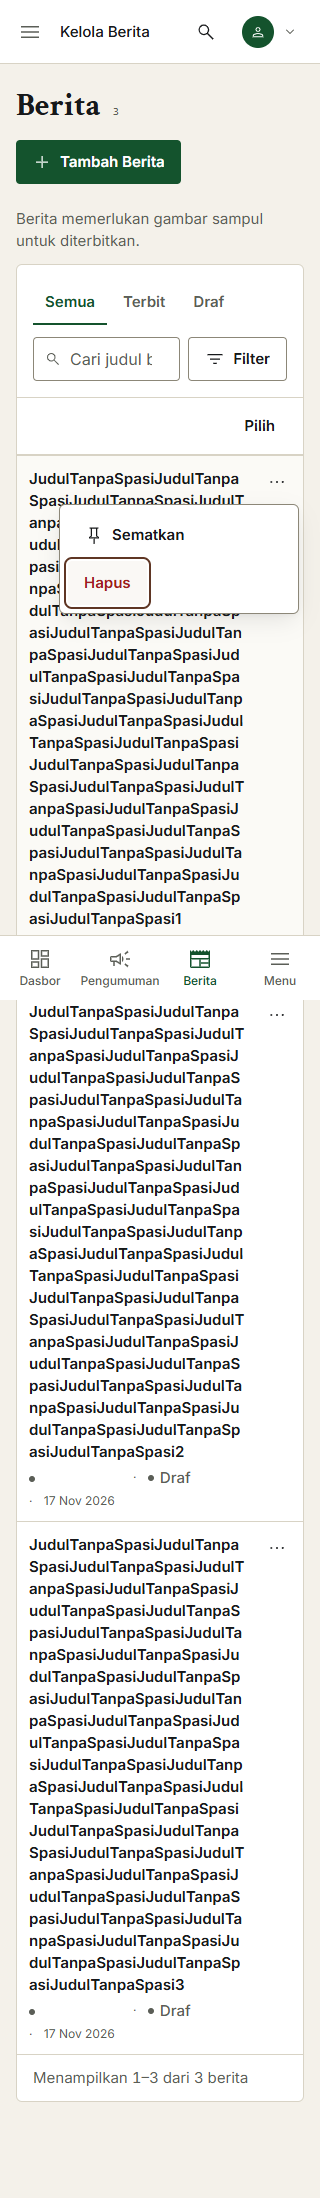 Kelola Berita
Berita 3
Tambah Berita
Berita memerlukan gambar sampul
untuk diterbitkan.
Semua Terbit Draf
Cari judul b
Filter
Pilih
JudulTanpaSpasiJudulTanpa
SpasiJudulTanpaSpasiJudulT
Sematkan
Hapus
asiJudulTanpaSpasiJudulTan
paSpasiJudulTanpaSpasiJud
ulTanpaSpasiJudulTanpaSpa
siJudulTanpaSpasiJudulTanp
aSpasiJudulTanpaSpasiJudul
TanpaSpasiJudulTanpaSpasi
JudulTanpaSpasiJudulTanpa
SpasiJudulTanpaSpasiJudulT
anpaSpasiJudulTanpaSpasiJ
udulTanpaSpasiJudulTanpaS
pasiJudulTanpaSpasiJudulTa
npaSpasiJudulTanpaSpasiJu
dulTanpaSpasiJudulTanpaSp
asiJudulTanpaSpasi1
Dasbor Pengumuman Berita Menu
JudulTanpaSpasiJudulTanpa
SpasiJudulTanpaSpasiJudulT
anpaSpasiJudulTanpaSpasiJ
udulTanpaSpasiJudulTanpaS
pasiJudulTanpaSpasiJudulTa
npaSpasiJudulTanpaSpasiJu
dulTanpaSpasiJudulTanpaSp
asiJudulTanpaSpasiJudulTan
paSpasiJudulTanpaSpasiJud
ulTanpaSpasiJudulTanpaSpa
siJudulTanpaSpasiJudulTanp
aSpasiJudulTanpaSpasiJudul
TanpaSpasiJudulTanpaSpasi
JudulTanpaSpasiJudulTanpa
SpasiJudulTanpaSpasiJudulT
anpaSpasiJudulTanpaSpasiJ
udulTanpaSpasiJudulTanpaS
pasiJudulTanpaSpasiJudulTa
npaSpasiJudulTanpaSpasiJu
dulTanpaSpasiJudulTanpaSp
asiJudulTanpaSpasi2
· Draf
· 17 Nov 2026
JudulTanpaSpasiJudulTanpa
SpasiJudulTanpaSpasiJudulT
anpaSpasiJudulTanpaSpasiJ
udulTanpaSpasiJudulTanpaS
pasiJudulTanpaSpasiJudulTa
npaSpasiJudulTanpaSpasiJu
dulTanpaSpasiJudulTanpaSp
asiJudulTanpaSpasiJudulTan
paSpasiJudulTanpaSpasiJud
ulTanpaSpasiJudulTanpaSpa
siJudulTanpaSpasiJudulTanp
aSpasiJudulTanpaSpasiJudul
TanpaSpasiJudulTanpaSpasi
JudulTanpaSpasiJudulTanpa
SpasiJudulTanpaSpasiJudulT
anpaSpasiJudulTanpaSpasiJ
udulTanpaSpasiJudulTanpaS
pasiJudulTanpaSpasiJudulTa
npaSpasiJudulTanpaSpasiJu
dulTanpaSpasiJudulTanpaSp
asiJudulTanpaSpasi3
· Draf
· 17 Nov 2026
Menampilkan 1–3 dari 3 berita